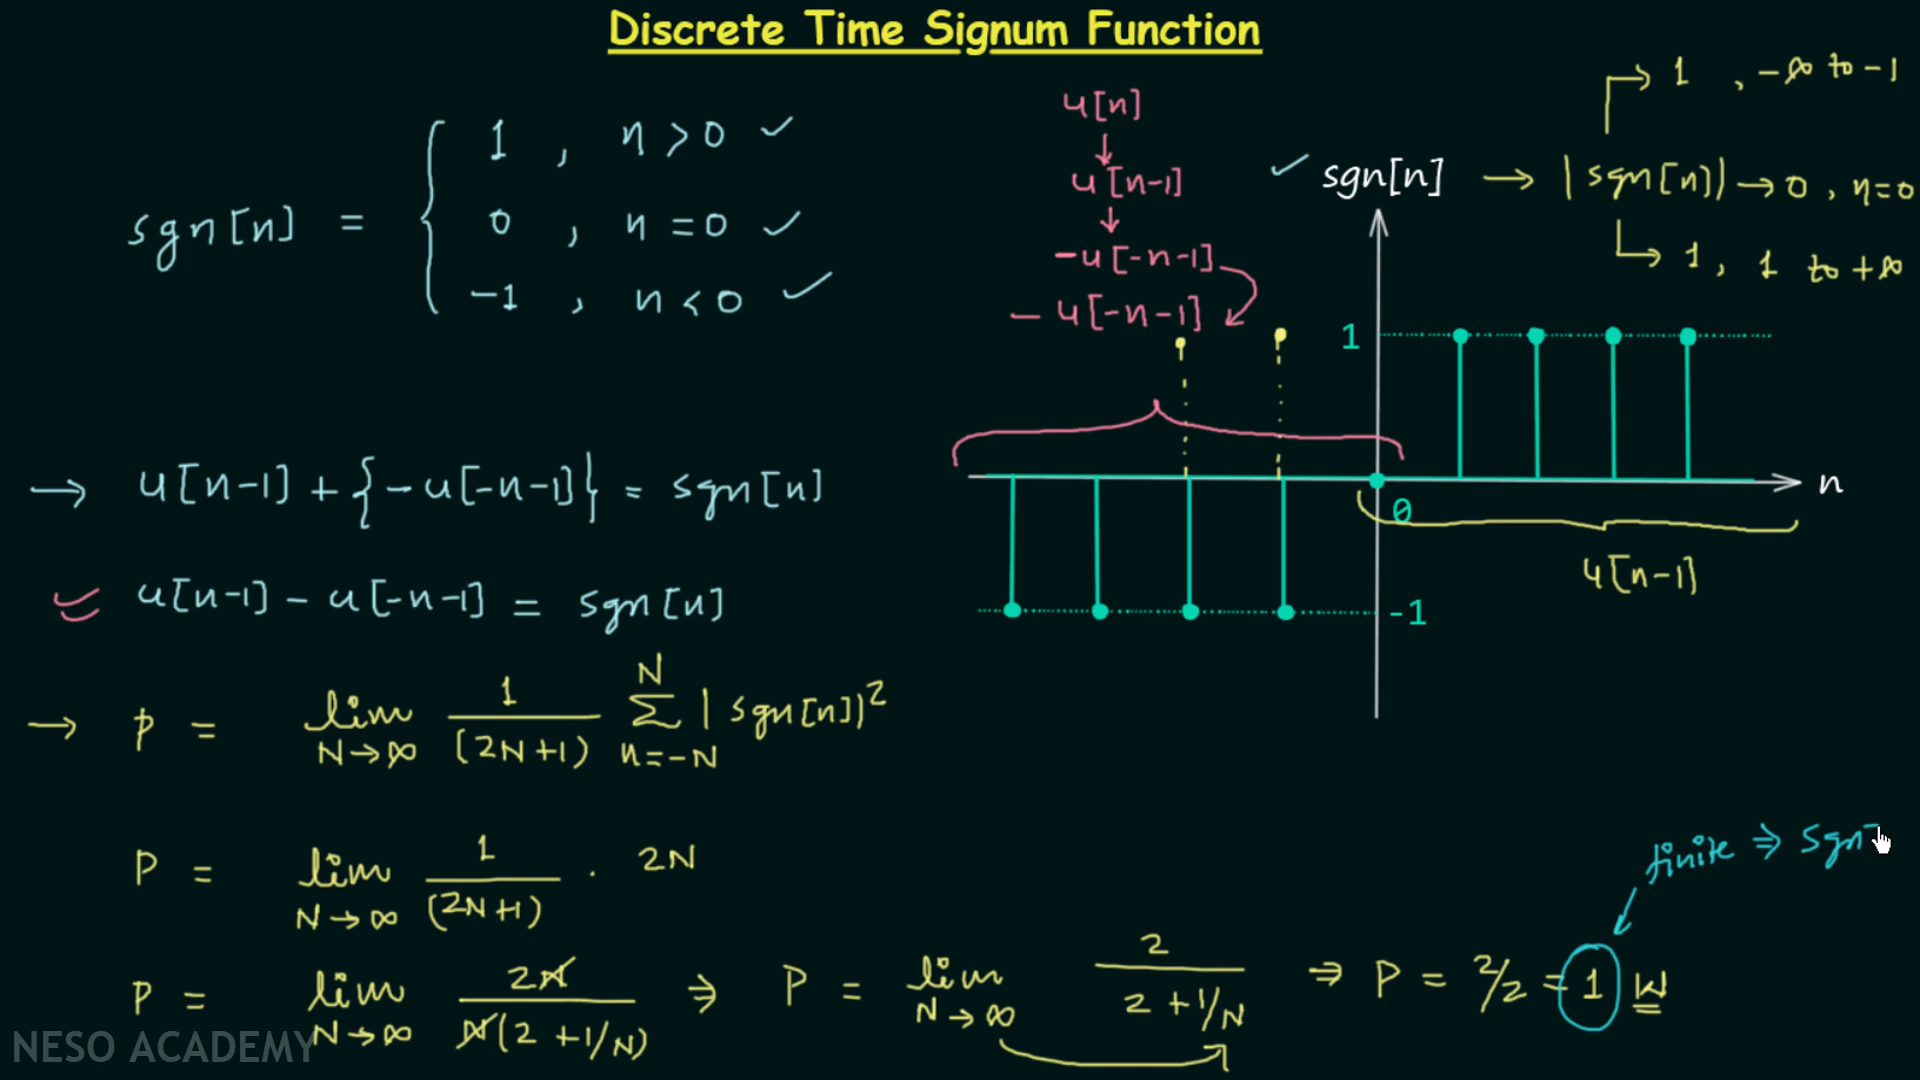 Discrete Time Signum Function
sgn[n] = { 1 , n > 0 ✓
0 , n = 0 ✓
-1 , n < 0 ✓
u[n]
↓
u[n-1]
↓
-u[-n-1]
- u[-n-1]
✓ sgn[n] → |sgn[n]| → 0 , n=0
→ 1 , -∞ to -1
→ 1 , 1 to +∞
1
n
0
-1
u[n-1]
→ u[n-1] + {-u[-n-1]} = sgn[n]
u[n-1] - u[-n-1] = sgn[n]
→ P = lim N→∞ 1/(2N+1) Σ n=-N N |sgn[n]|²
P = lim N→∞ 1/(2N+1) . 2N
P = lim N→∞ 2N/N(2+1/N) ⇒ P = lim N→∞ 2/2+1/N ⇒ P = 2/2 = 1 W
finite ⇒ sgn
NESO ACADEMY